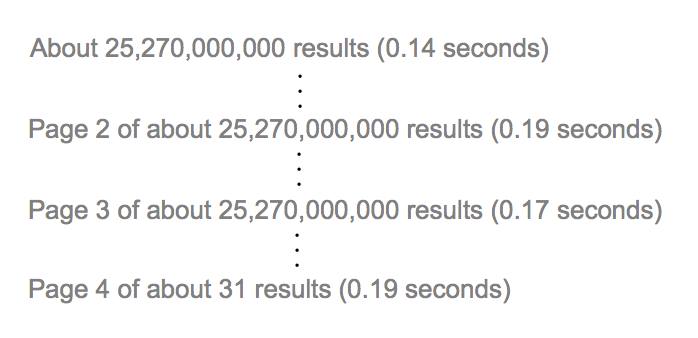 About 25,270,000,000 results (0.14 seconds)
Page 2 of about 25,270,000,000 results (0.19 seconds)
Page 3 of about 25,270,000,000 results (0.17 seconds)
Page 4 of about 31 results (0.19 seconds)